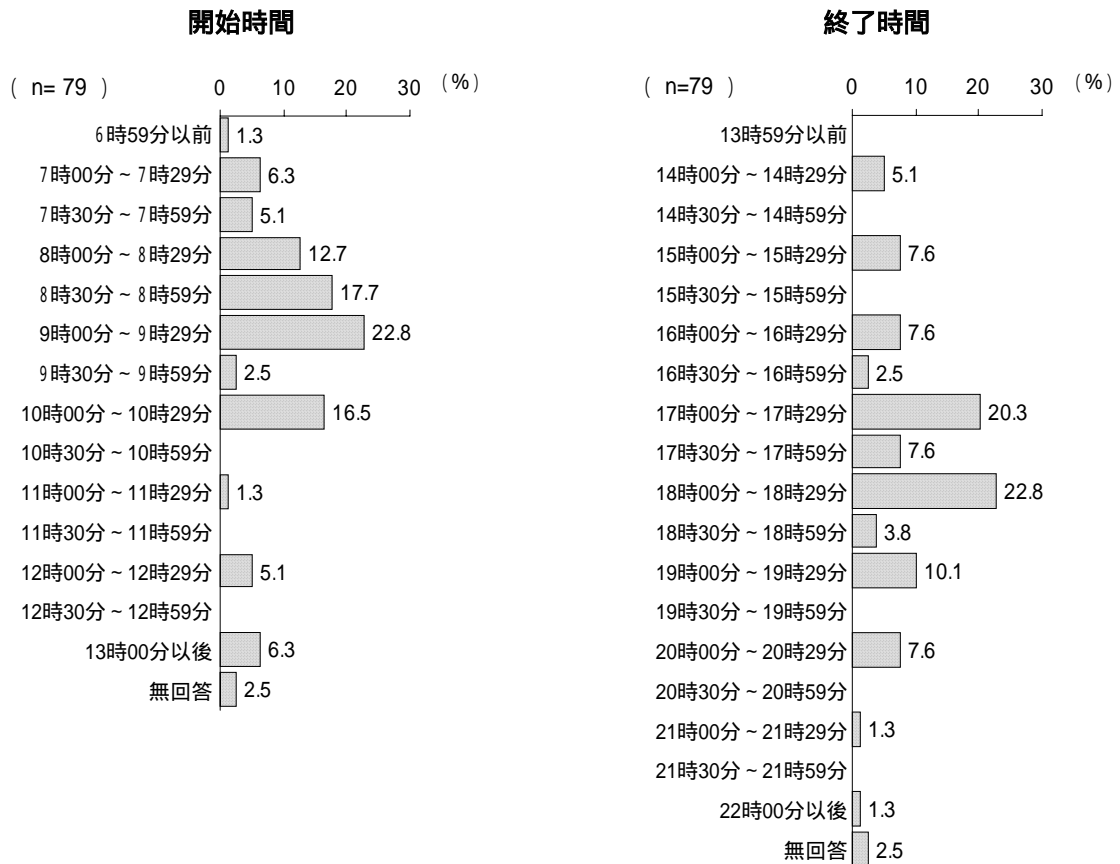 開始時間
( n= 79 ) 0 10 20 30 (%)
6時59分以前 1.3
7時00分 ~ 7時29分 6.3
7時30分 ~ 7時59分 5.1
8時00分 ~ 8時29分 12.7
8時30分 ~ 8時59分 17.7
9時00分 ~ 9時29分 22.8
9時30分 ~ 9時59分 2.5
10時00分 ~ 10時29分 16.5
10時30分 ~ 10時59分
11時00分 ~ 11時29分 1.3
11時30分 ~ 11時59分
12時00分 ~ 12時29分 5.1
12時30分 ~ 12時59分
13時00分以後 6.3
無回答 2.5
終了時間
( n=79 ) 0 10 20 30 (%)
13時59分以前
14時00分 ~ 14時29分 5.1
14時30分 ~ 14時59分
15時00分 ~ 15時29分 7.6
15時30分 ~ 15時59分
16時00分 ~ 16時29分 7.6
16時30分 ~ 16時59分 2.5
17時00分 ~ 17時29分 20.3
17時30分 ~ 17時59分 7.6
18時00分 ~ 18時29分 22.8
18時30分 ~ 18時59分 3.8
19時00分 ~ 19時29分 10.1
19時30分 ~ 19時59分
20時00分 ~ 20時29分 7.6
20時30分 ~ 20時59分
21時00分 ~ 21時29分 1.3
21時30分 ~ 21時59分
22時00分以後 1.3
無回答 2.5